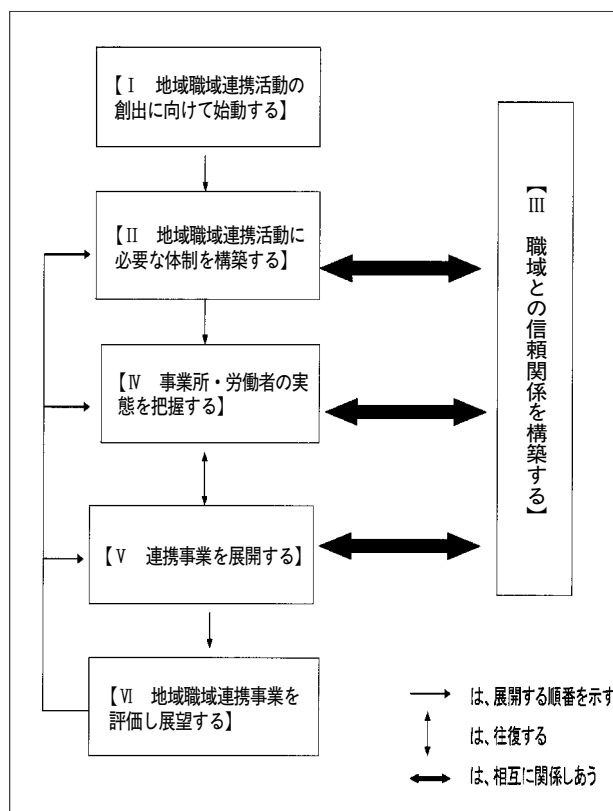 【Ⅰ 地域職域連携活動の
創出に向けて始動する】
【Ⅱ 地域職域連携活動に
必要な体制を構築する】
【Ⅲ 職域との信頼関係を構築する】
【Ⅳ 事業所・労働者の実
態を把握する】
【Ⅴ 連携事業を展開する】
【Ⅵ 地域職域連携事業を
評価し展望する】
は、展開する順番を示す
は、往復する
は、相互に関係しあう